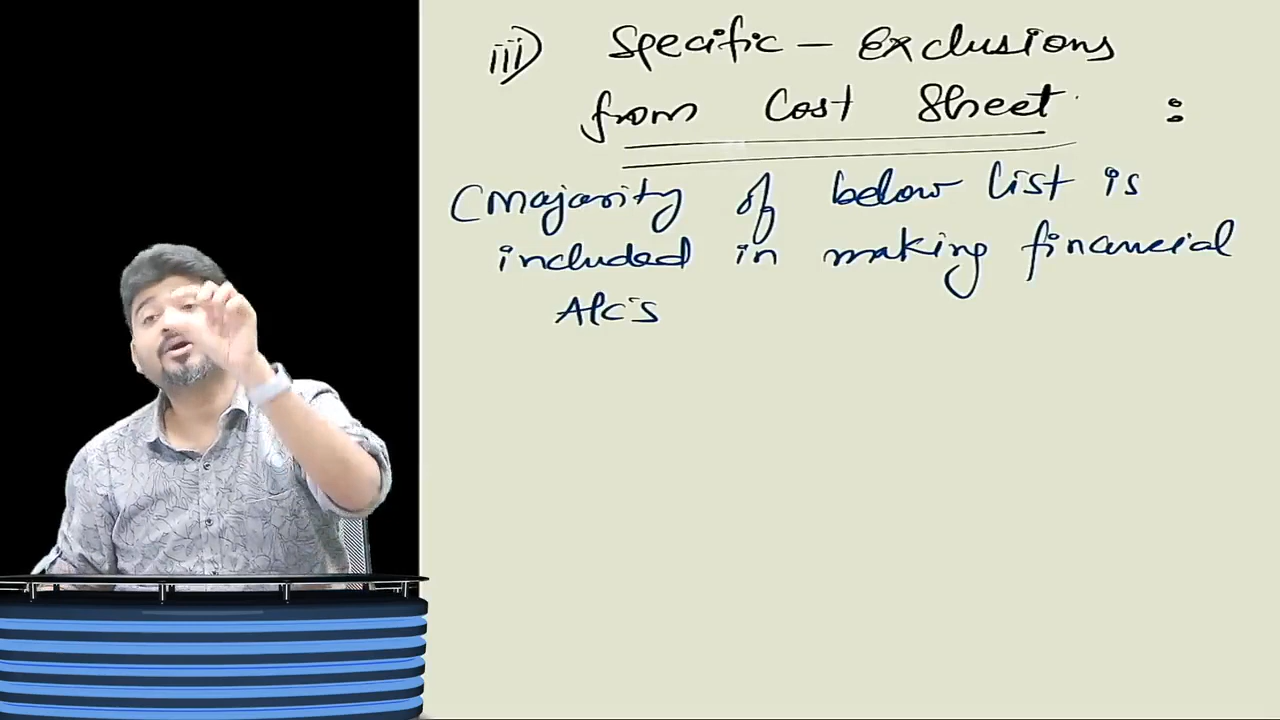 iii) Specific - Exclusions
from Cost Sheet :
(Majority of below list is
included in making financial
A/c's